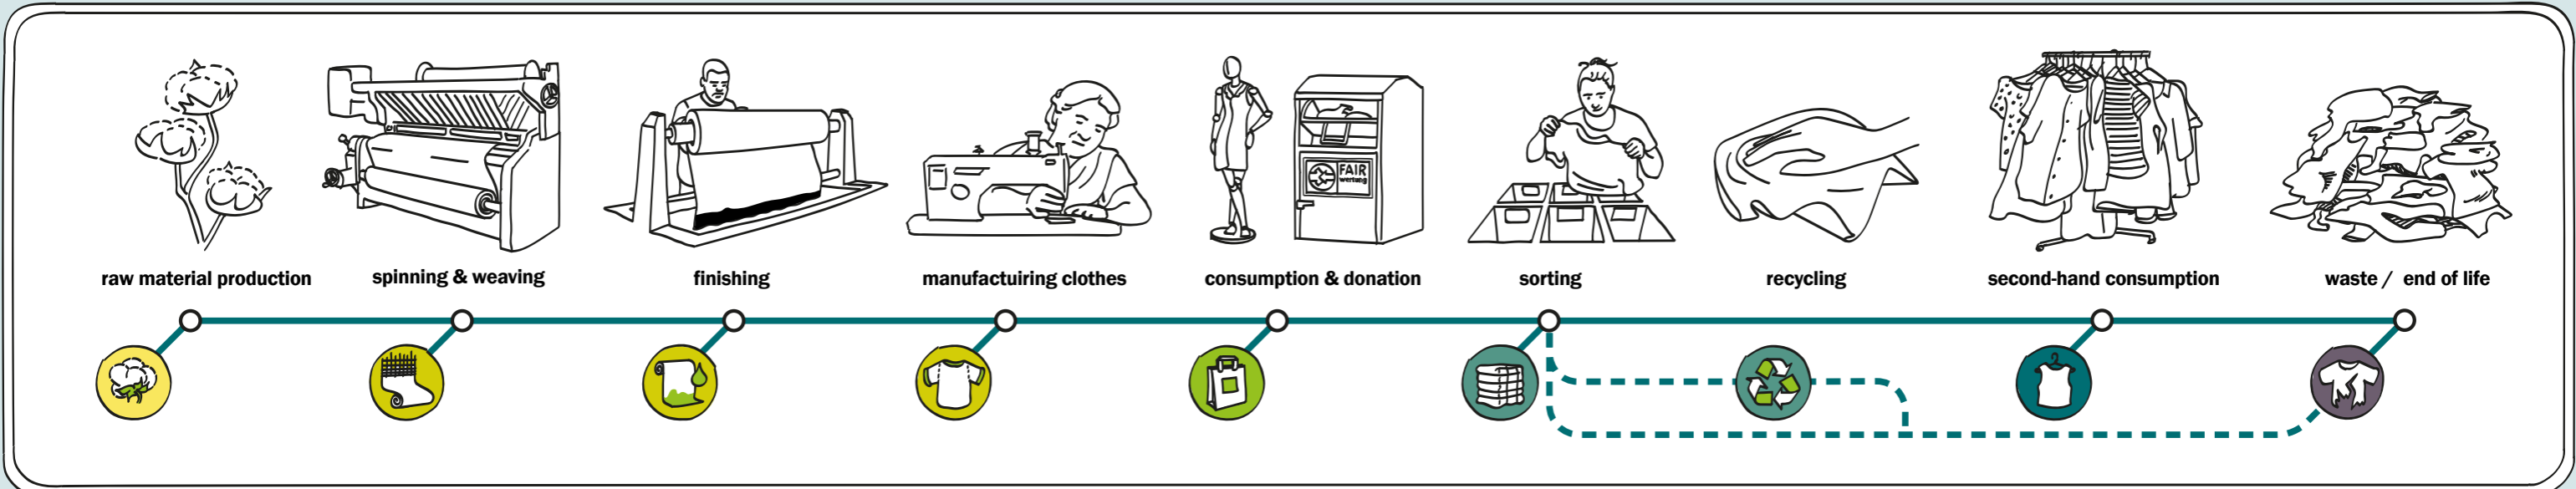 FAIR
wertung
raw material production
spinning & weaving
finishing
manufactuiring clothes
consumption & donation
sorting
recycling
second-hand consumption
waste / end of life